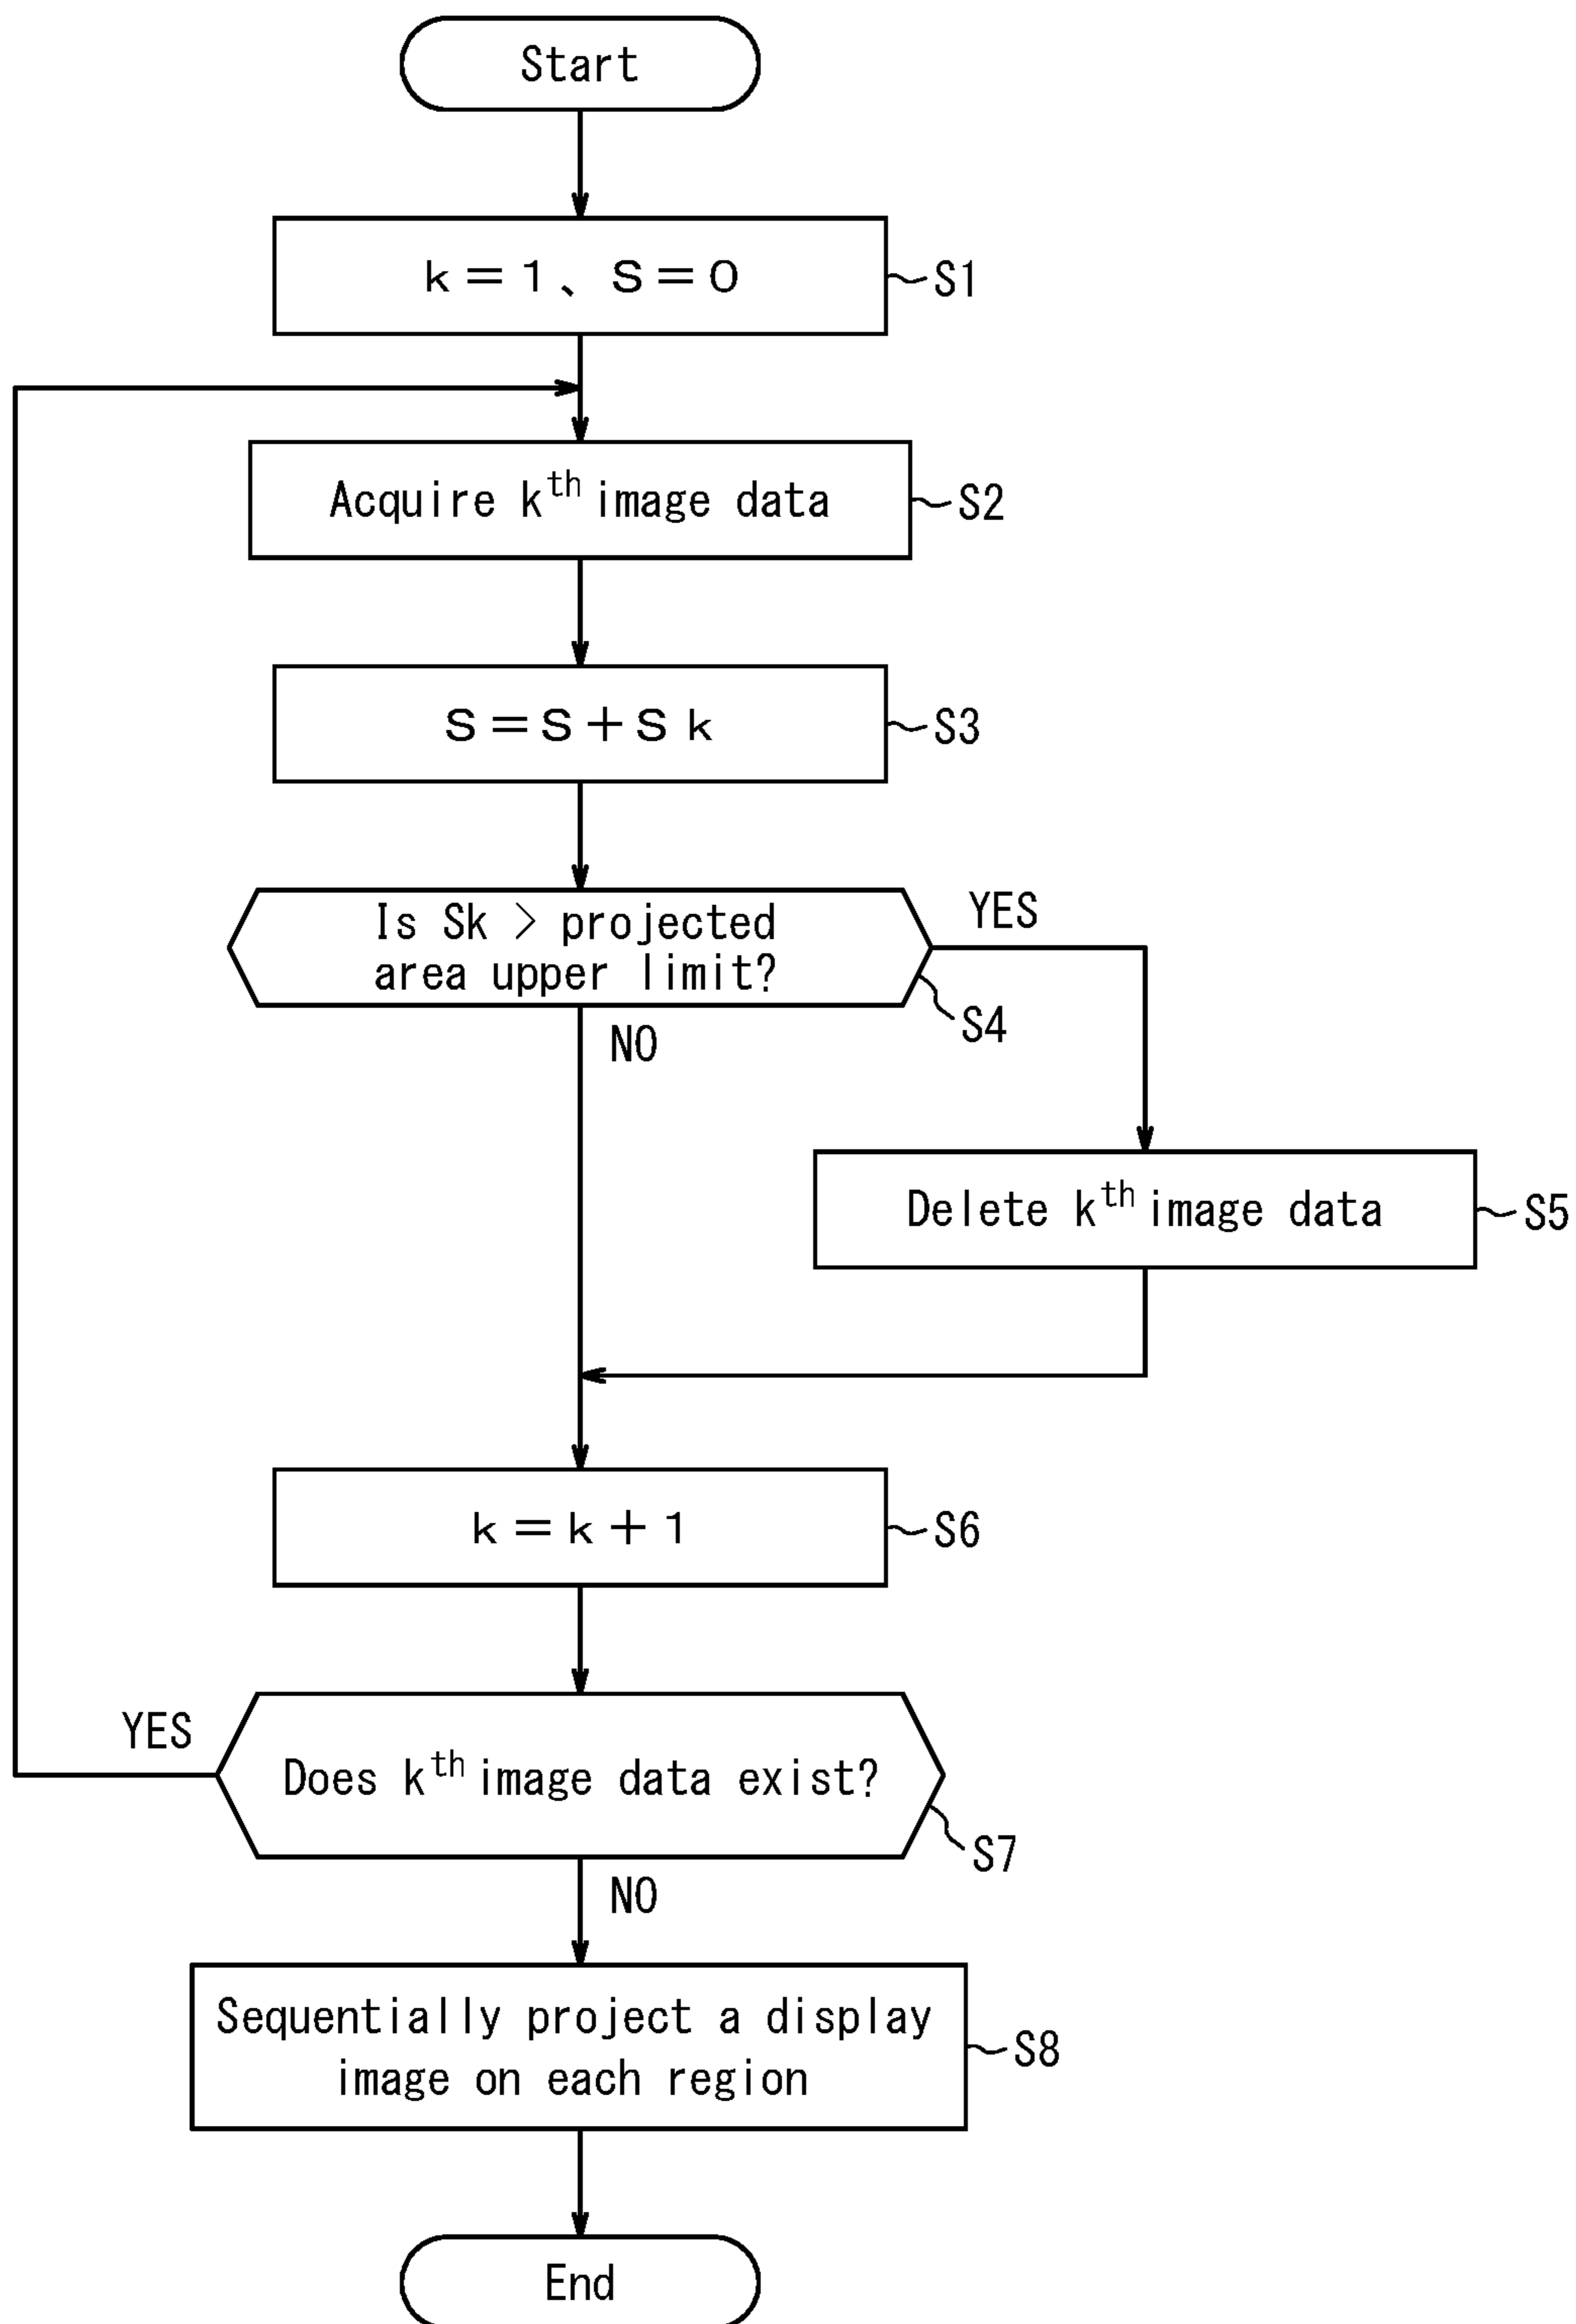 Start
k=1、S=0
S1
Acquire kth image data
S2
S=S+Sk
S3
Is Sk > projected
area upper limit?
YES
S4
NO
Delete kth image data
S5
k=k+1
S6
YES
Does kth image data exist?
S7
NO
Sequentially project a display
image on each region
S8
End